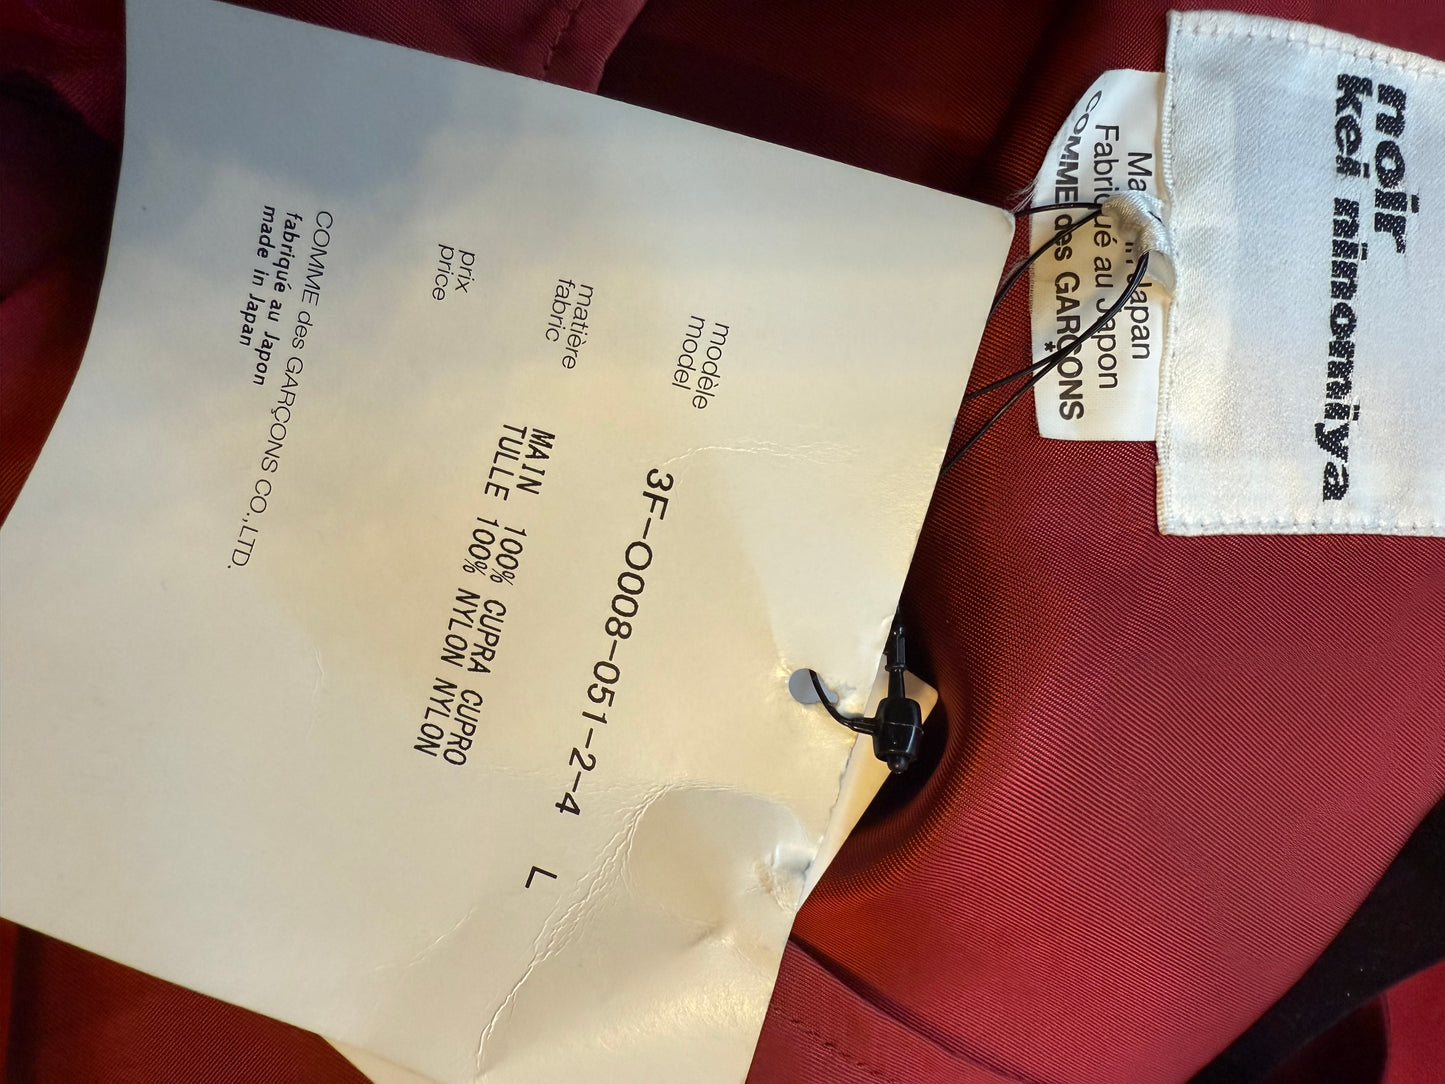 noir
kei ninomiya
Ma in Japan
Fabriqué au Japon
COMME des GARÇONS
*
modèle
model
3F-O008-051-2-4 L
matière
fabric
MAIN 100% CUPRA CUPRO
TULLE 100% NYLON NYLON
prix
price
COMME des GARÇONS CO.,LTD.
fabriqué au Japon
made in Japan